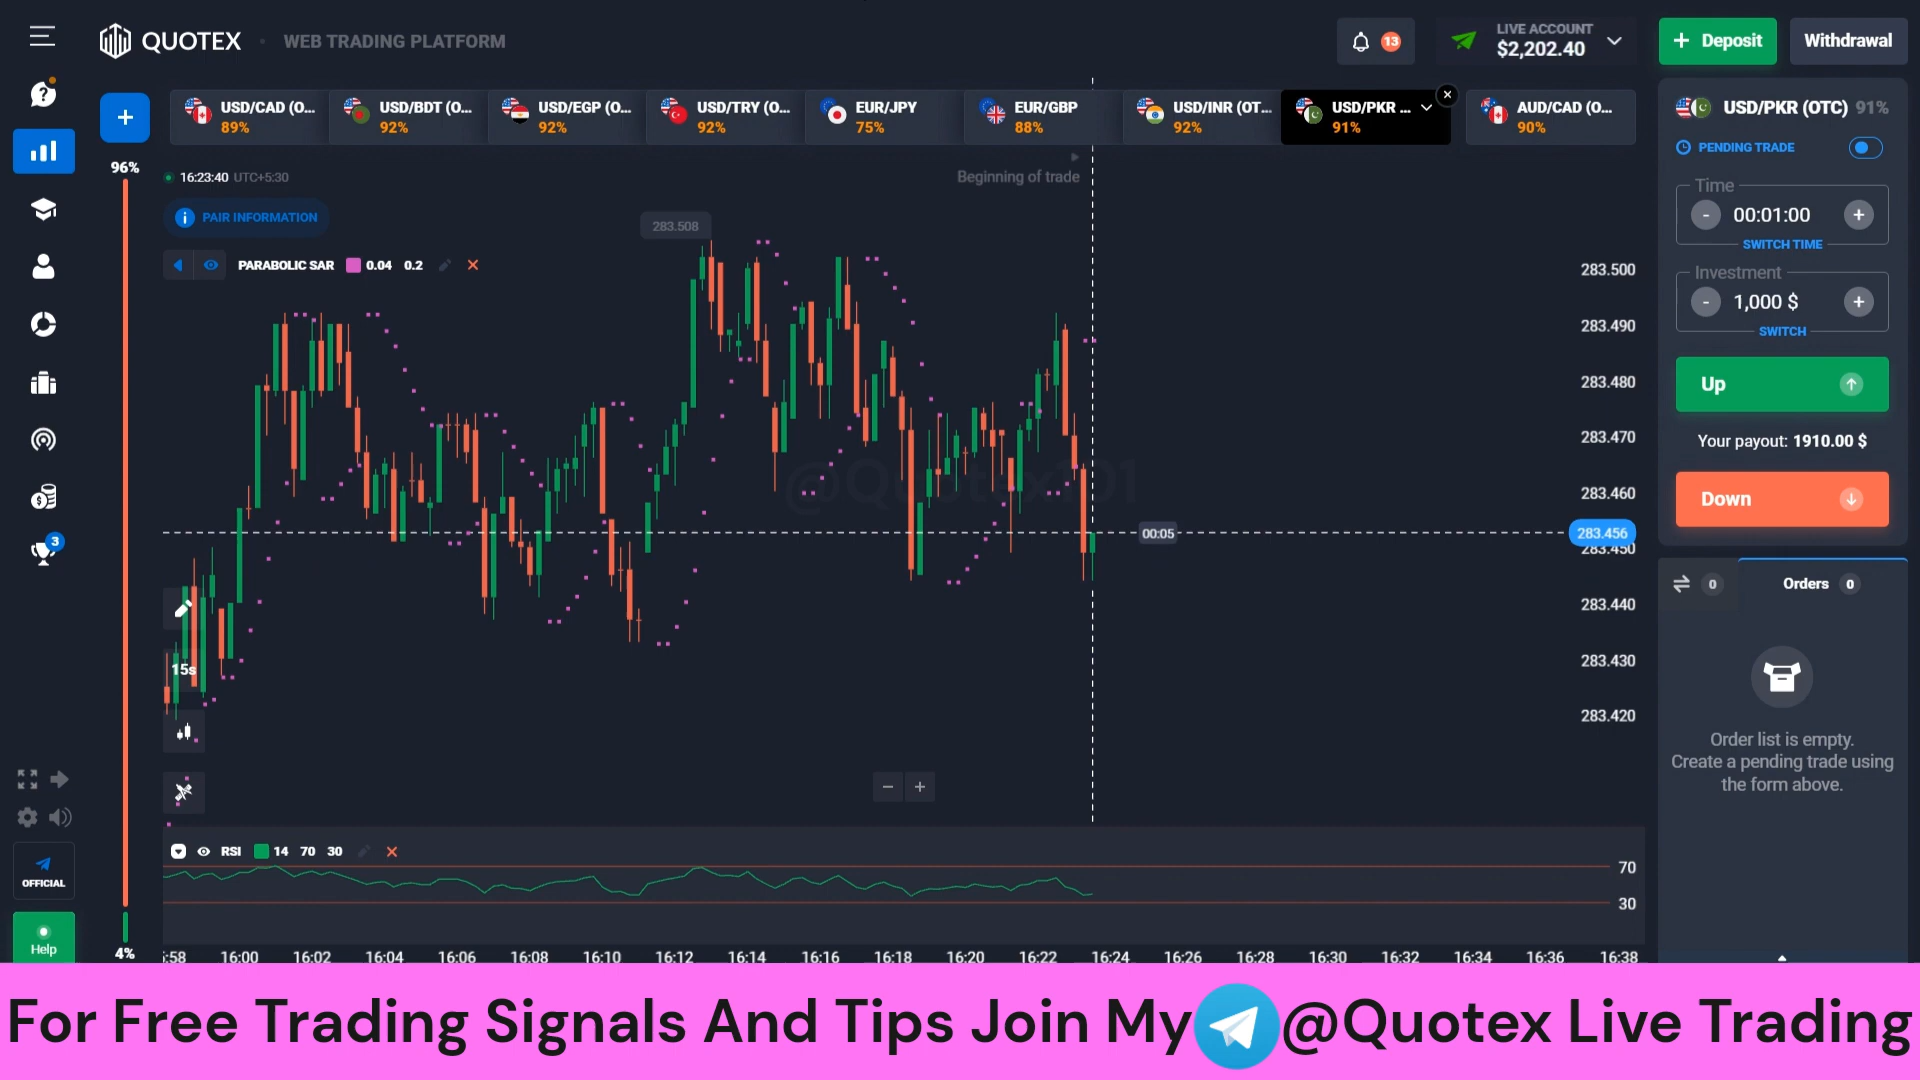 QUOTEX
WEB TRADING PLATFORM
13
LIVE ACCOUNT
$2,202.40
+ Deposit
Withdrawal
+
USD/CAD (O...
89%
USD/BDT (O...
92%
USD/EGP (O...
92%
USD/TRY (O...
92%
EUR/JPY
75%
EUR/GBP
88%
USD/INR (OT...
92%
USD/PKR ...
91%
AUD/CAD (O...
90%
USD/PKR (OTC) 91%
PENDING TRADE
Time
- 00:01:00 +
SWITCH TIME
Investment
- 1,000 $ +
SWITCH
Up
Your payout: 1910.00 $
Down
0
Orders 0
Order list is empty.
Create a pending trade using
the form above.
96%
16:23:40 UTC+5:30
Beginning of trade
PAIR INFORMATION
283.508
PARABOLIC SAR 0.04 0.2
283.500
283.490
283.480
283.470
283.460
@Quotex101
00:05
283.456
283.450
283.440
283.430
283.420
3
15s
RSI 14 70 30
70
30
OFFICIAL
Help
4%
:58 16:00 16:02 16:04 16:06 16:08 16:10 16:12 16:14 16:16 16:18 16:20 16:22 16:24 16:26 16:28 16:30 16:32 16:34 16:36 16:38
For Free Trading Signals And Tips Join My @Quotex Live Trading